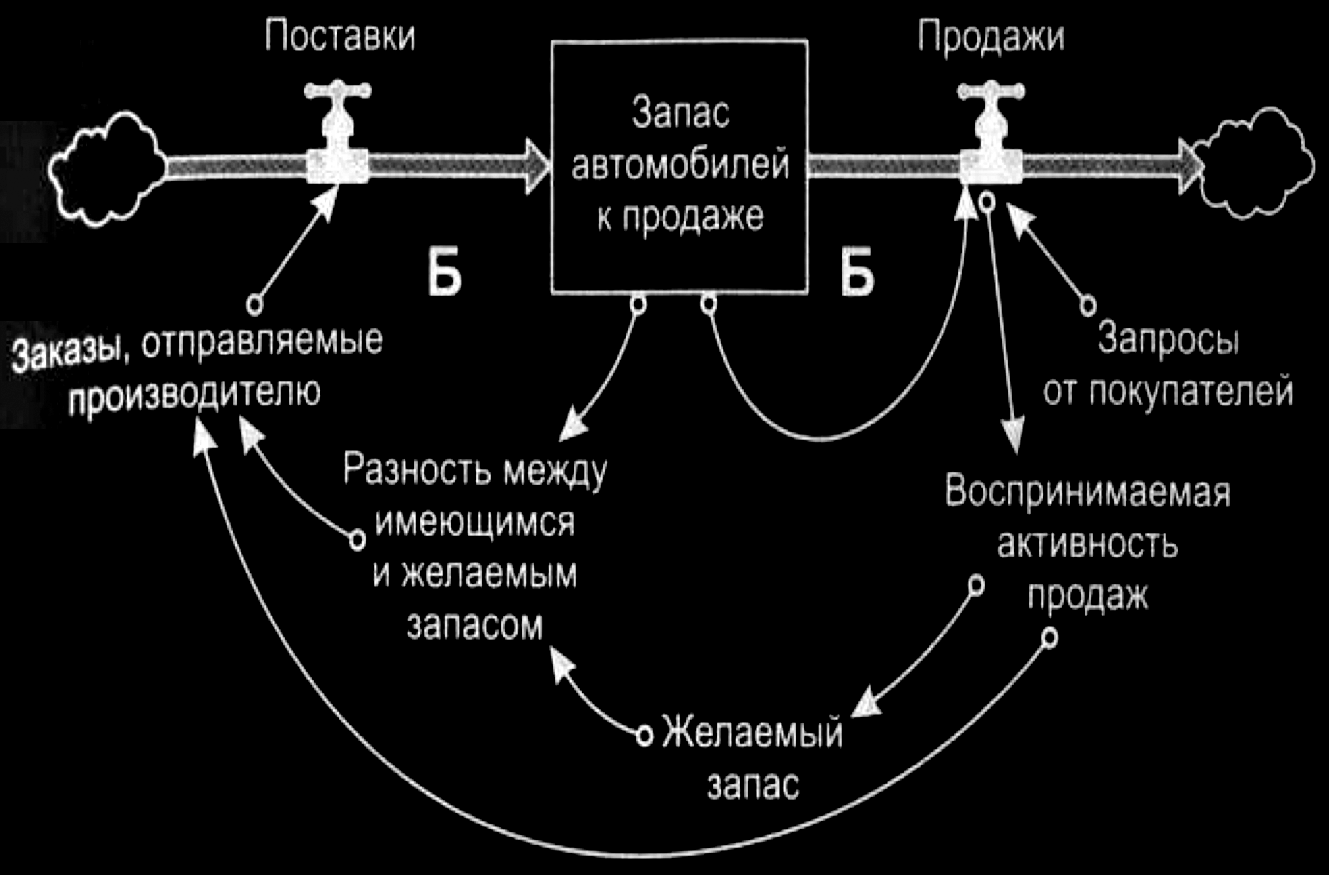 Поставки
Продажи
Запас
автомобилей
к продаже
Б
Б
Заказы, отправляемые
производителю
Запросы
от покупателей
Разность между
имеющимся
и желаемым
запасом
Воспринимаемая
активность
продаж
Желаемый
запас